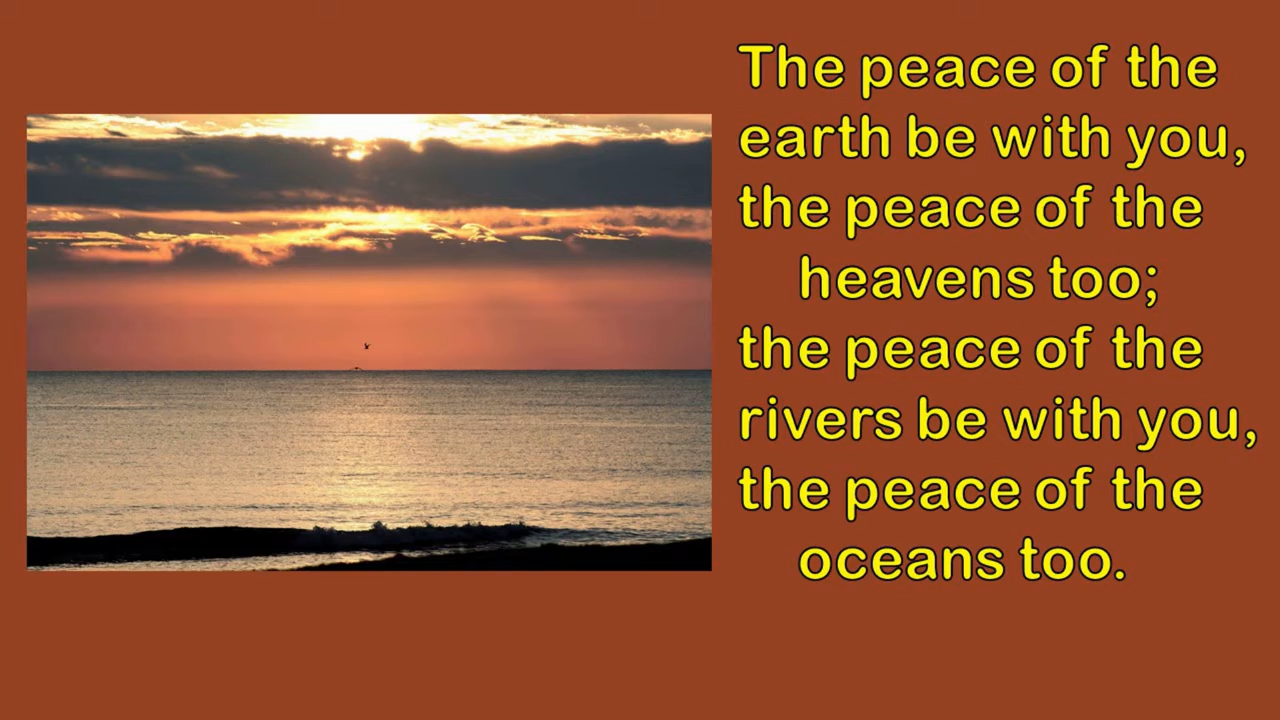 The peace of the
earth be with you,
the peace of the
heavens too;
the peace of the
rivers be with you,
the peace of the
oceans too.